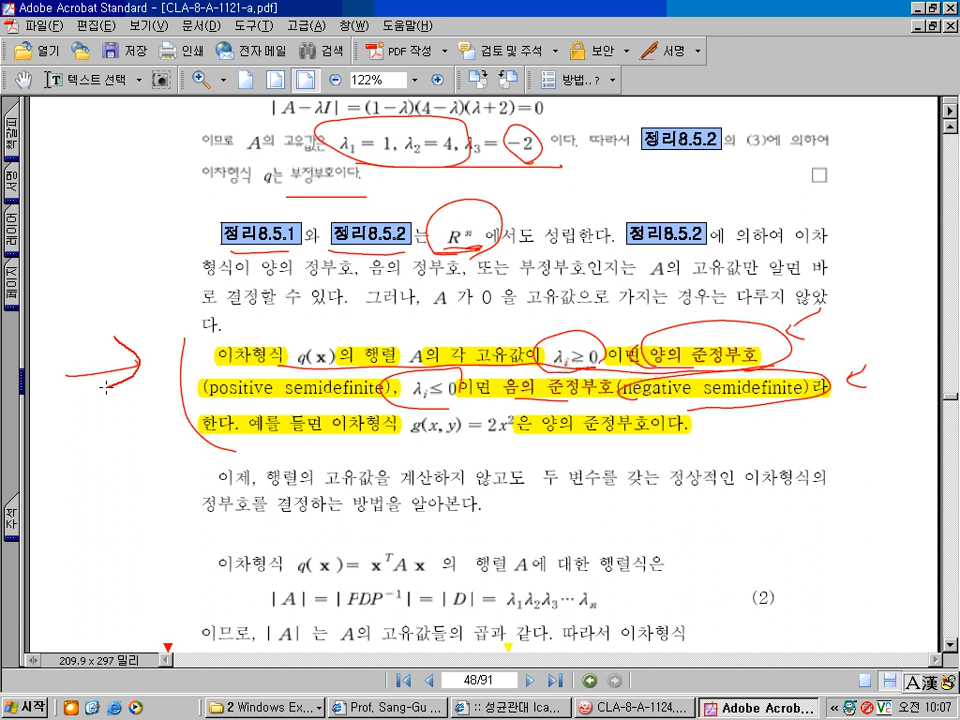 Adobe Acrobat Standard - [CLA-8-A-1121-a.pdf]
파일(F) 편집(E) 보기(V) 문서(D) 도구(T) 고급(A) 창(W) 도움말(H)
열기 저장 인쇄 전자 메일 검색 PDF 작성 검토 및 주석 보안 서명
텍스트 선택 122% 방법..?
책갈피
서명
레이어
페이지
주석
| A−λI | = (1−λ)(4−λ)(λ+2) = 0
이므로 A의 고유값은 λ₁ = 1, λ₂ = 4, λ₃ = −2 이다. 따라서 정리8.5.2 의 (3)에 의하여
이차형식 q는 부정부호이다. □
정리8.5.1 와 정리8.5.2 는 Rⁿ 에서도 성립한다. 정리8.5.2 에 의하여 이차
형식이 양의 정부호, 음의 정부호, 또는 부정부호인지는 A의 고유값만 알면 바
로 결정할 수 있다. 그러나, A 가 0 을 고유값으로 가지는 경우는 다루지 않았
다.
이차형식 q(x)의 행렬 A의 각 고유값이 λᵢ ≥ 0 이면 양의 준정부호
(positive semidefinite), λᵢ ≤ 0 이면 음의 준정부호(negative semidefinite)라
한다. 예를 들면 이차형식 g(x, y) = 2x² 은 양의 준정부호이다.
이제, 행렬의 고유값을 계산하지 않고도 두 변수를 갖는 정상적인 이차형식의
정부호를 결정하는 방법을 알아본다.
이차형식 q( x ) = xᵀA x 의 행렬 A에 대한 행렬식은
| A | = | PDP⁻¹ | = | D | = λ₁λ₂λ₃⋯ λₙ (2)
이므로, | A | 는 A의 고유값들의 곱과 같다. 따라서 이차형식
209.9 x 297 밀리
48/91
시작 2 Windows Ex... Prof, Sang-Gu ... :: 성균관대 Ica... CLA-8-A-1124,... Adobe Acrob... « 오전 10:07
A漢